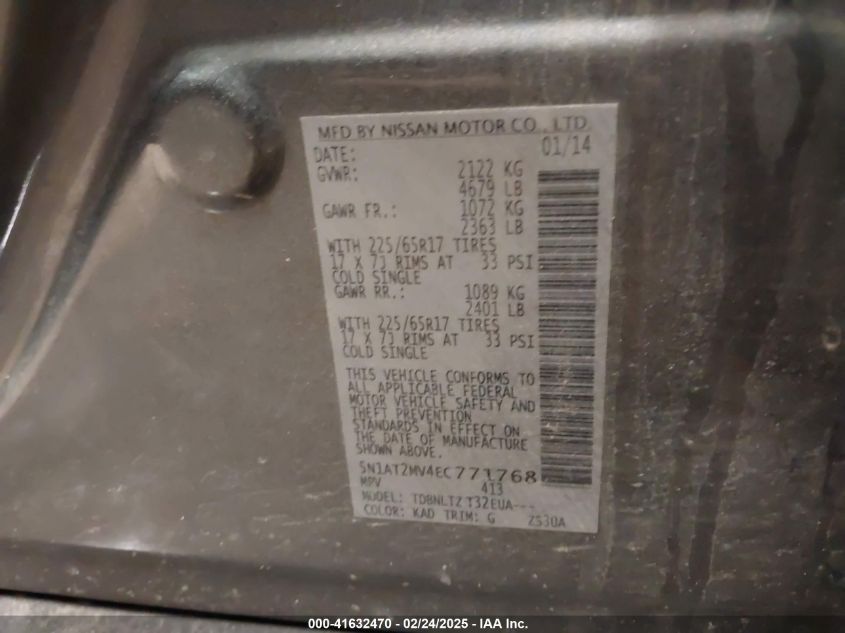 MFD BY NISSAN MOTOR CO., LTD.
DATE: 01/14
GVWR: 2122 KG
4679 LB
GAWR FR.: 1072 KG
2363 LB
WITH 225/65R17 TIRES
17 X 7J RIMS AT 33 PSI
COLD SINGLE
GAWR RR.: 1089 KG
2401 LB
WITH 225/65R17 TIRES
17 X 7J RIMS AT 33 PSI
COLD SINGLE
THIS VEHICLE CONFORMS TO
ALL APPLICABLE FEDERAL
MOTOR VEHICLE SAFETY AND
THEFT PREVENTION
STANDARDS IN EFFECT ON
THE DATE OF MANUFACTURE
SHOWN ABOVE.
5N1AT2MV4EC771768
MPV 413
MODEL: TDBNLTZ T32EUA---
COLOR: KAD TRIM: G 2530A
000-41632470 - 02/24/2025 - IAA Inc.